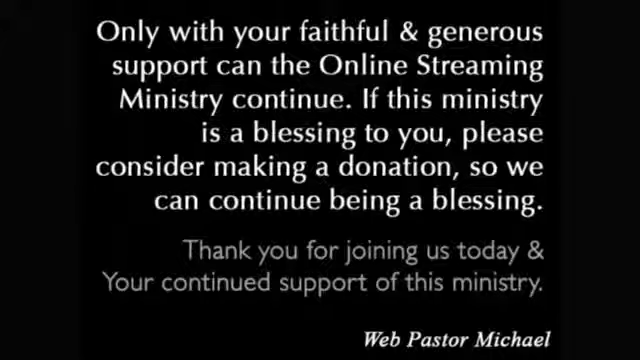 Only with your faithful & generous
support can the Online Streaming
Ministry continue. If this ministry
is a blessing to you, please
consider making a donation, so we
can continue being a blessing.
Thank you for joining us today &
Your continued support of this ministry.
Web Pastor Michael